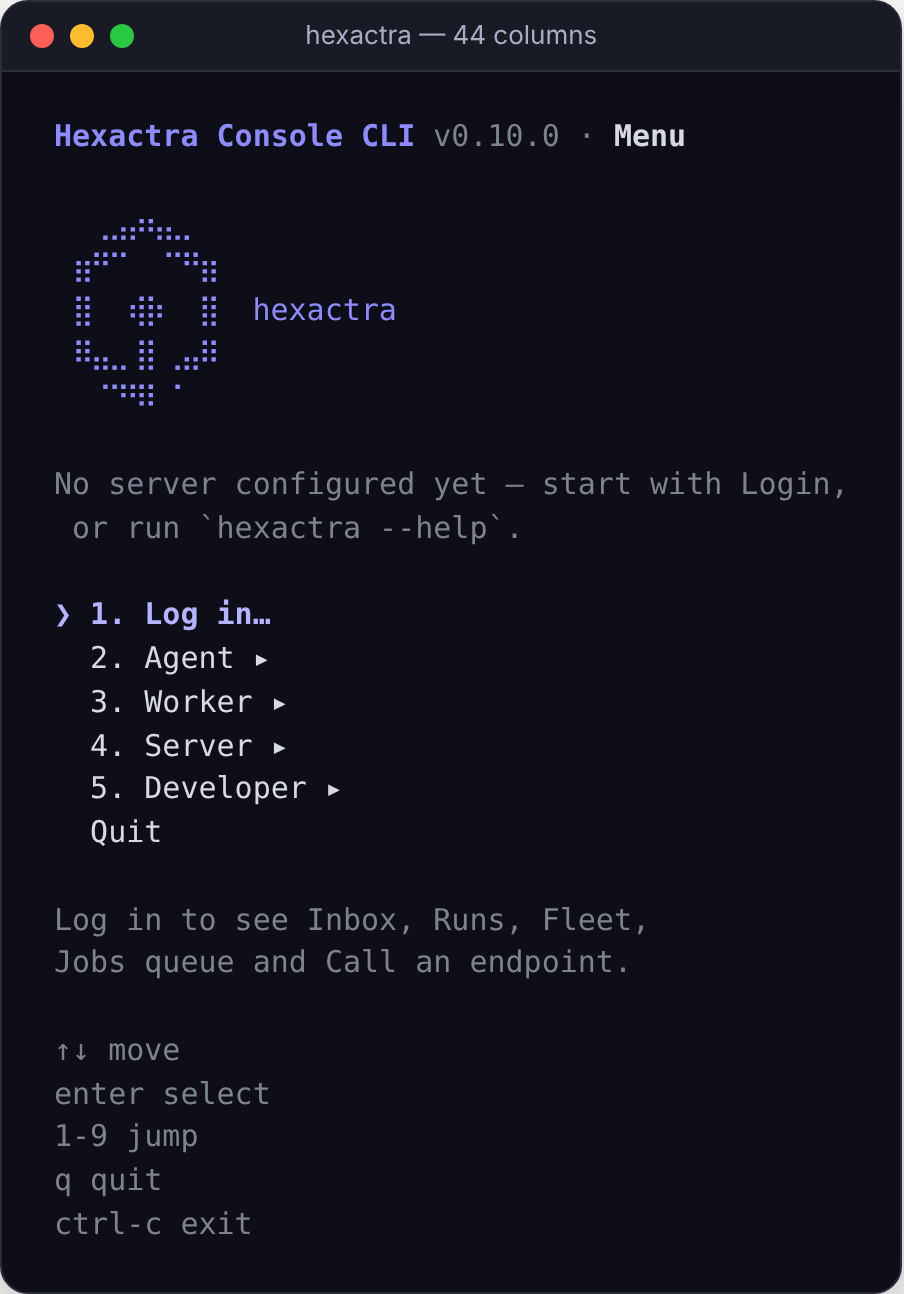 hexactra — 44 columns
Hexactra Console CLI v0.10.0 · Menu
hexactra
No server configured yet — start with Login,
or run `hexactra --help`.
❯ 1. Log in…
2. Agent ▸
3. Worker ▸
4. Server ▸
5. Developer ▸
Quit
Log in to see Inbox, Runs, Fleet,
Jobs queue and Call an endpoint.
↑↓ move
enter select
1-9 jump
q quit
ctrl-c exit